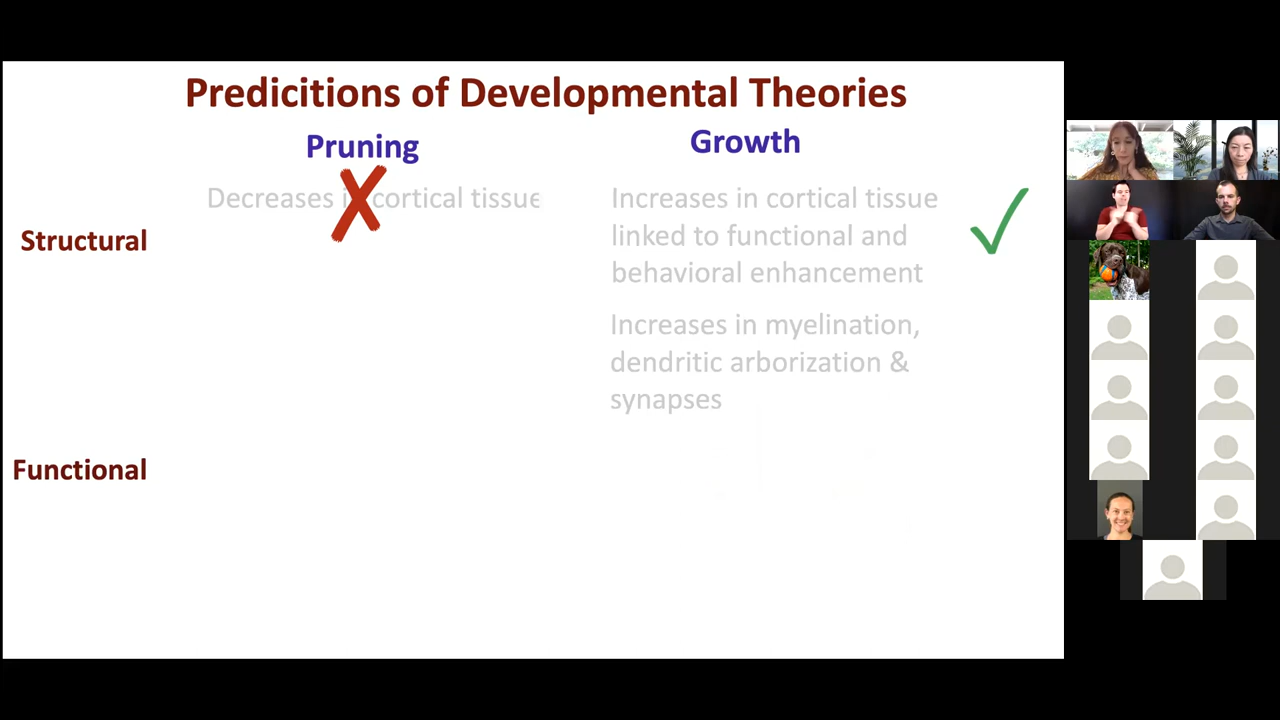 Predicitions of Developmental Theories
Pruning
Growth
Structural
Decreases in cortical tissue
Increases in cortical tissue
linked to functional and
behavioral enhancement
Increases in myelination,
dendritic arborization &
synapses
Functional